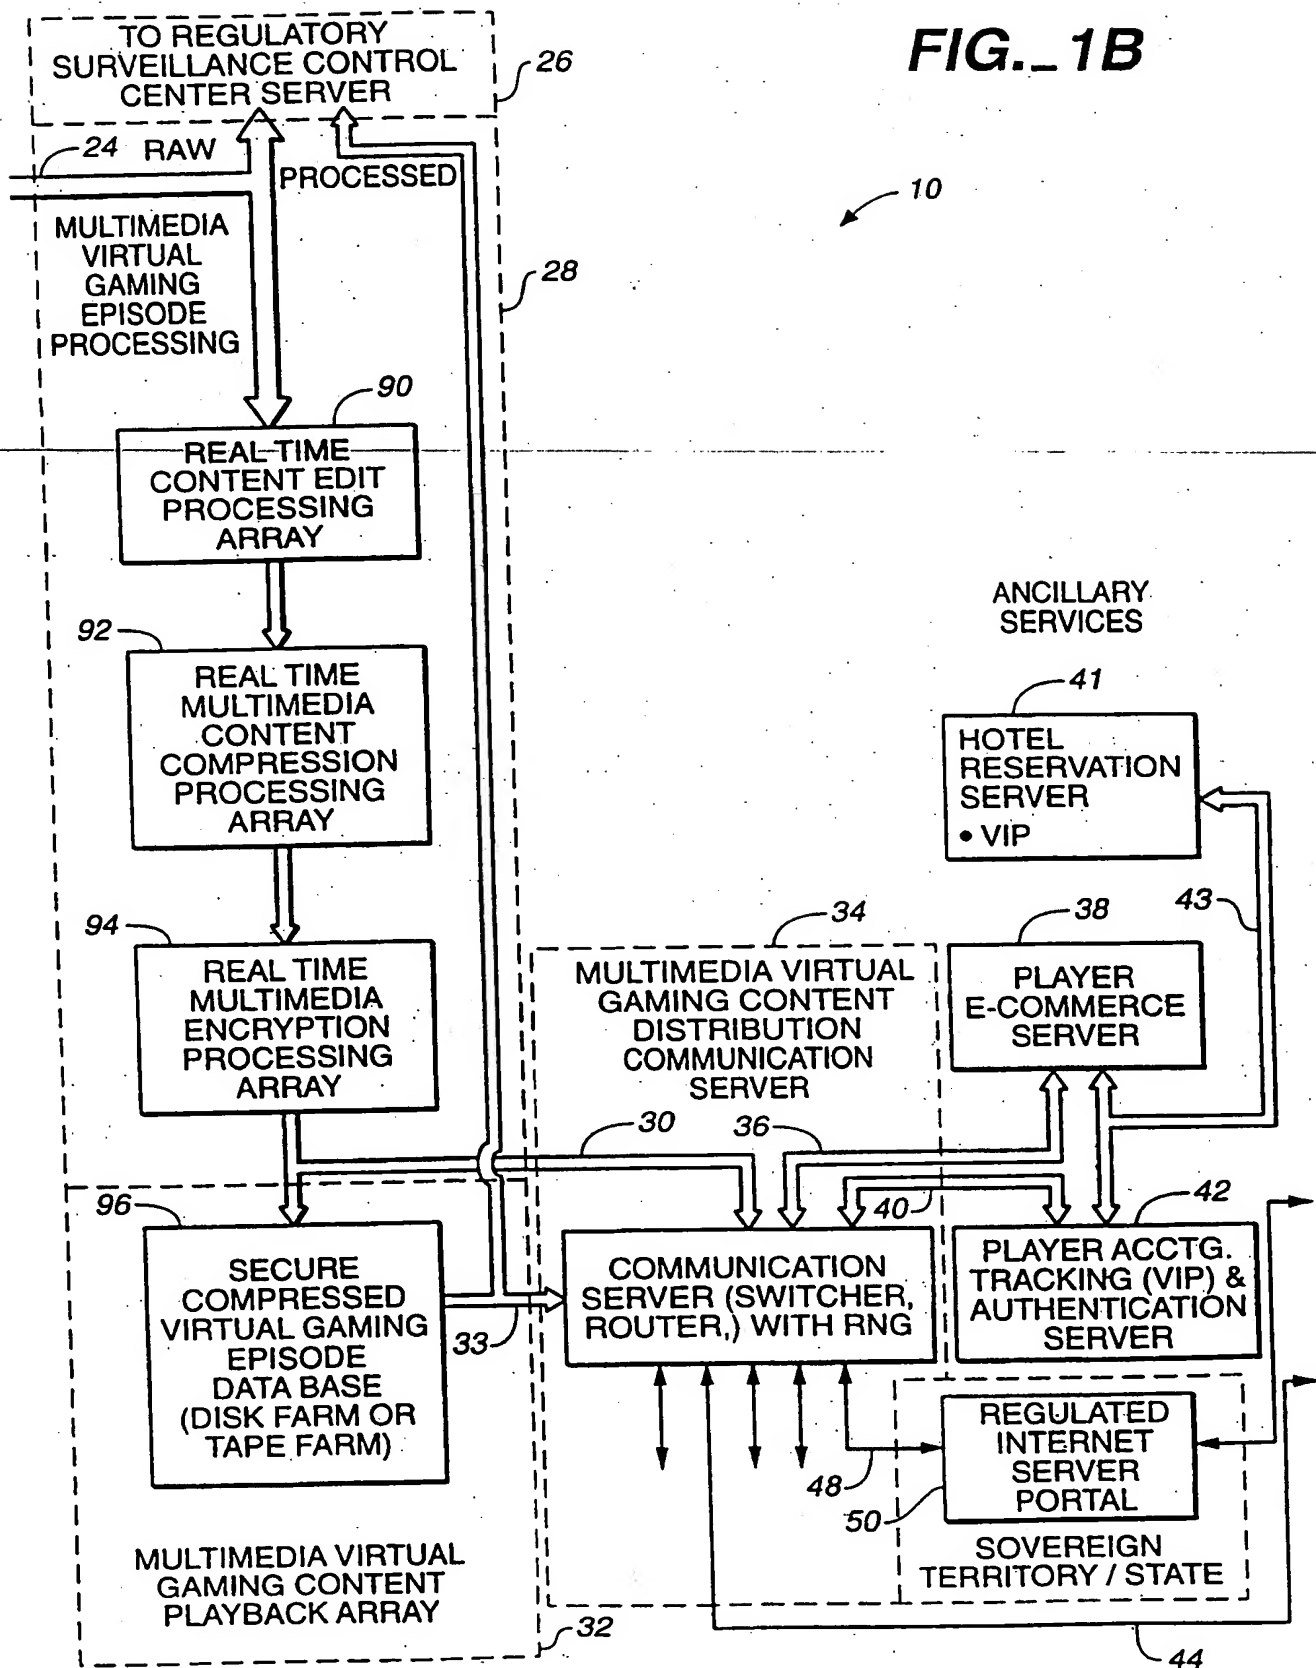 FIG._1B
TO REGULATORY
SURVEILLANCE CONTROL
CENTER SERVER
26
24
RAW
PROCESSED
10
MULTIMEDIA
VIRTUAL
GAMING
EPISODE
PROCESSING
28
90
REAL TIME
CONTENT EDIT
PROCESSING
ARRAY
92
REAL TIME
MULTIMEDIA
CONTENT
COMPRESSION
PROCESSING
ARRAY
94
REAL TIME
MULTIMEDIA
ENCRYPTION
PROCESSING
ARRAY
ANCILLARY
SERVICES
41
HOTEL
RESERVATION
SERVER
• VIP
43
34
MULTIMEDIA VIRTUAL
GAMING CONTENT
DISTRIBUTION
COMMUNICATION
SERVER
38
PLAYER
E-COMMERCE
SERVER
30
36
40
42
96
SECURE
COMPRESSED
VIRTUAL GAMING
EPISODE
DATA BASE
(DISK FARM OR
TAPE FARM)
33
COMMUNICATION
SERVER (SWITCHER,
ROUTER,) WITH RNG
PLAYER ACCTG.
TRACKING (VIP) &
AUTHENTICATION
SERVER
48
50
REGULATED
INTERNET
SERVER
PORTAL
SOVEREIGN
TERRITORY / STATE
MULTIMEDIA VIRTUAL
GAMING CONTENT
PLAYBACK ARRAY
32
44